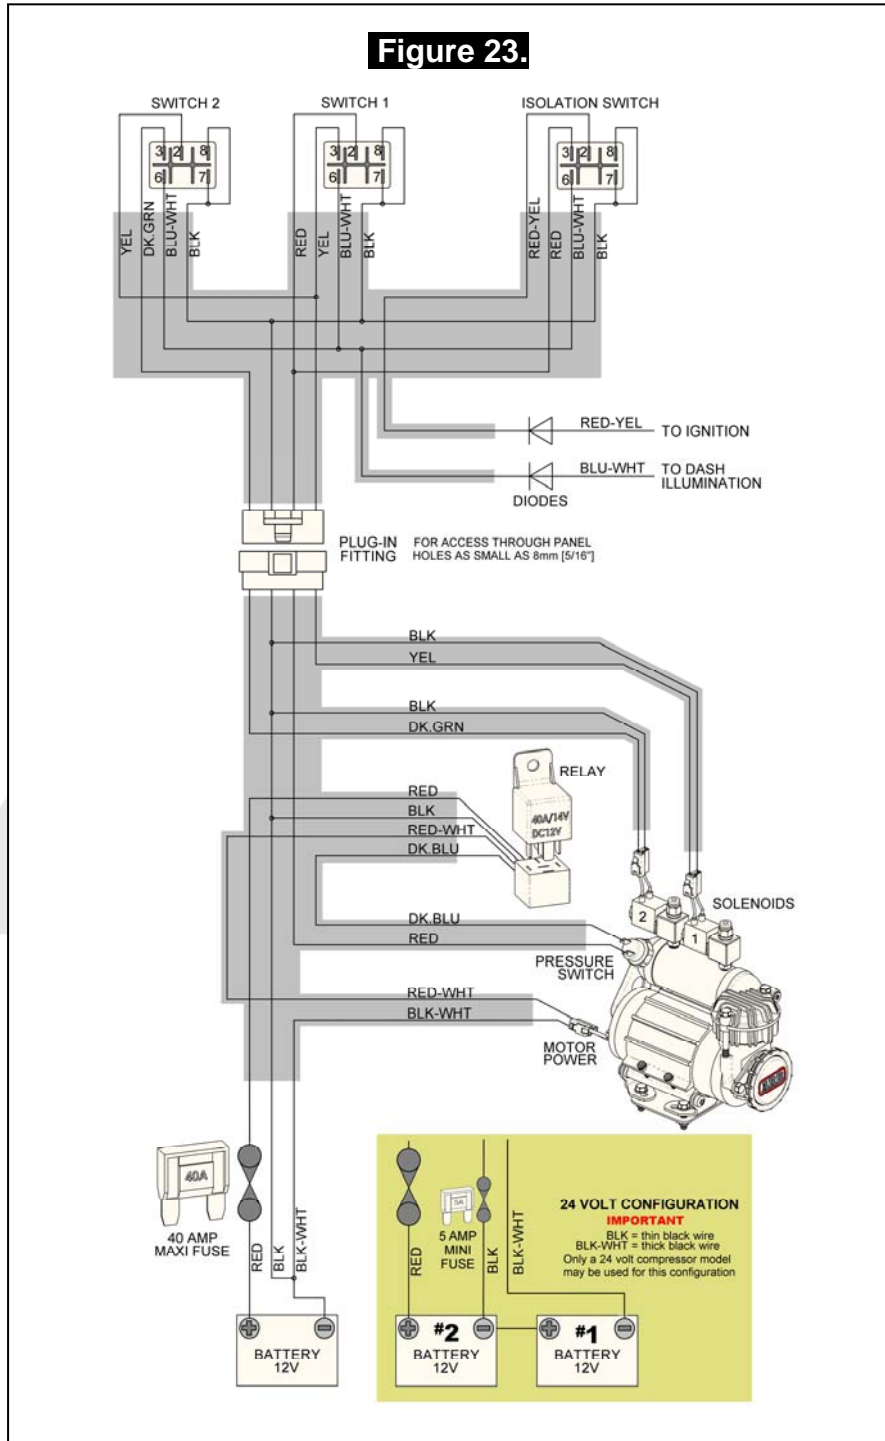 Figure 23.
SWITCH 2
SWITCH 1
ISOLATION SWITCH
3 2 8
6 7
3 2 8
6 7
3 2 8
6 7
YEL
DK.GRN
BLU-WHT
BLK
RED
YEL
BLU-WHT
BLK
RED-YEL
RED
BLU-WHT
BLK
RED-YEL
TO IGNITION
BLU-WHT
TO DASH
ILLUMINATION
DIODES
PLUG-IN
FITTING
FOR ACCESS THROUGH PANEL
HOLES AS SMALL AS 8mm [5/16"]
BLK
YEL
BLK
DK.GRN
RELAY
40A/14V
DC12V
RED
BLK
RED-WHT
DK.BLU
SOLENOIDS
2
1
DK.BLU
RED
PRESSURE
SWITCH
RED-WHT
BLK-WHT
MOTOR
POWER
40A
40 AMP
MAXI FUSE
RED
BLK
BLK-WHT
BATTERY
12V
5A
5 AMP
MINI
FUSE
RED
BLK
BLK-WHT
24 VOLT CONFIGURATION
IMPORTANT
BLK = thin black wire
BLK-WHT = thick black wire
Only a 24 volt compressor model
may be used for this configuration
#2
BATTERY
12V
#1
BATTERY
12V